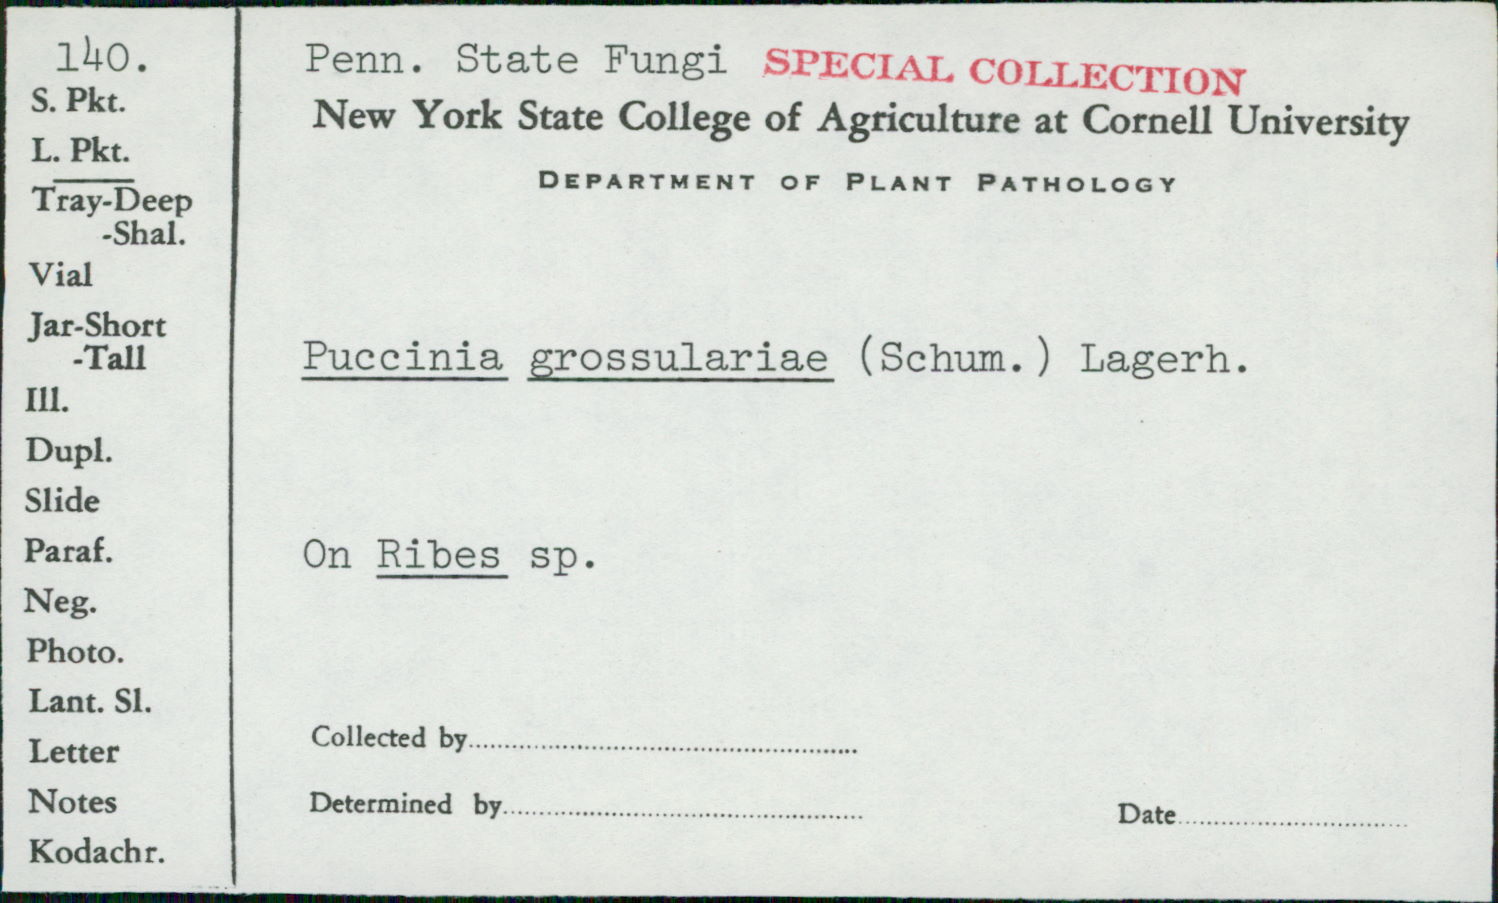 140.
S. Pkt.
L. Pkt.
Tray-Deep
-Shal.
Vial
Jar-Short
-Tall
Ill.
Dupl.
Slide
Paraf.
Neg.
Photo.
Lant. Sl.
Letter
Notes
Kodachr.
Penn. State Fungi SPECIAL COLLECTION
New York State College of Agriculture at Cornell University
DEPARTMENT OF PLANT PATHOLOGY
Puccinia grossulariae (Schum.) Lagerh.
On Ribes sp.
Collected by
Determined by
Date